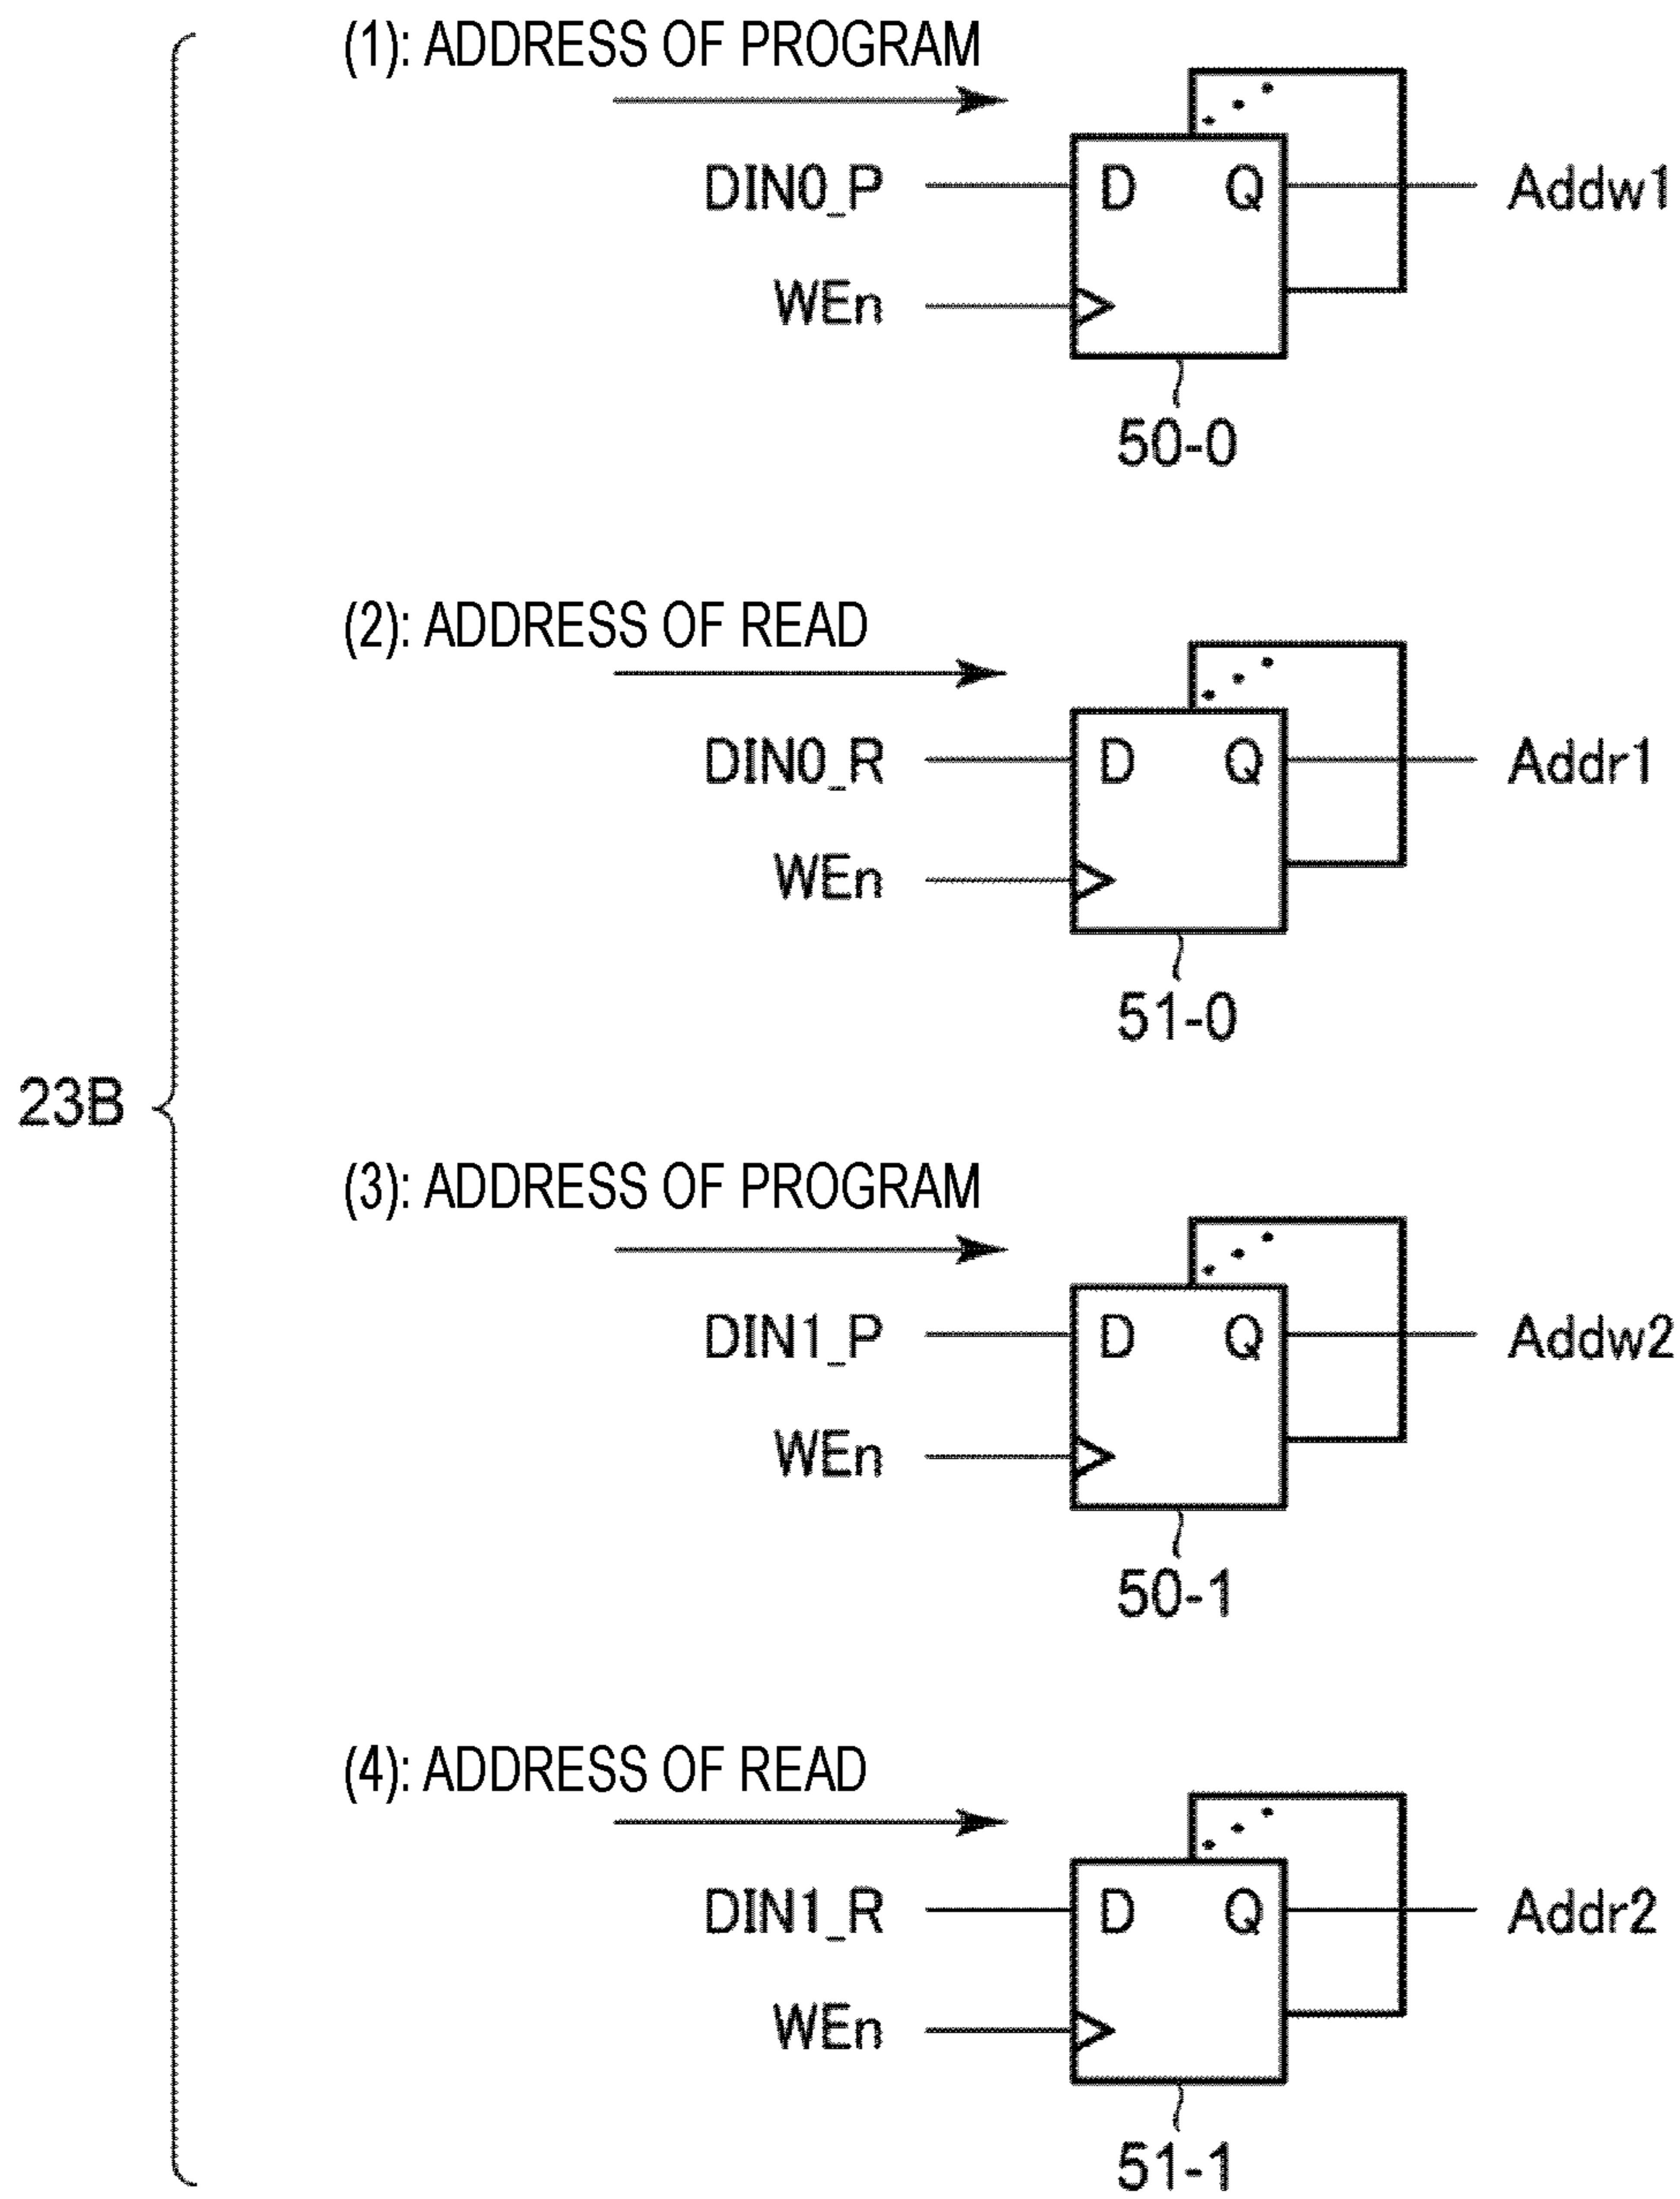 (1): ADDRESS OF PROGRAM
DIN0_P D Q Addw1
WEn
50-0
(2): ADDRESS OF READ
DIN0_R D Q Addr1
WEn
51-0
23B
(3): ADDRESS OF PROGRAM
DIN1_P D Q Addw2
WEn
50-1
(4): ADDRESS OF READ
DIN1_R D Q Addr2
WEn
51-1